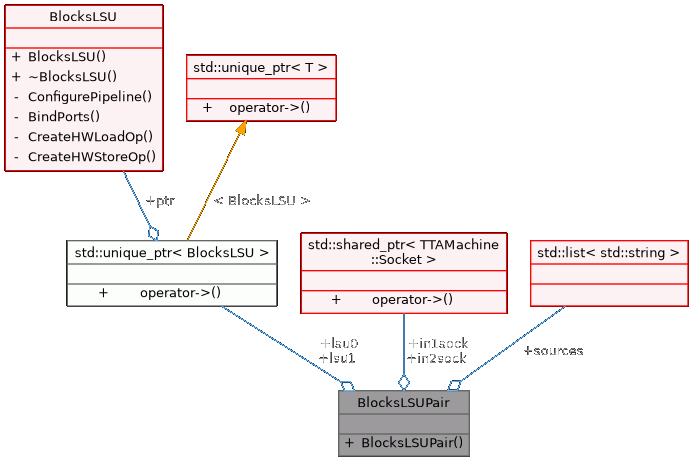 BlocksLSU
+ BlocksLSU()
+ ~BlocksLSU()
- ConfigurePipeline()
- BindPorts()
- CreateHWLoadOp()
- CreateHWStoreOp()
std::unique_ptr< T >
+ operator->()
+ptr
< BlocksLSU >
std::unique_ptr< BlocksLSU >
+ operator->()
std::shared_ptr< TTAMachine
::Socket >
+ operator->()
std::list< std::string >
+lsu0
+lsu1
+in1sock
+in2sock
+sources
BlocksLSUPair
+ BlocksLSUPair()